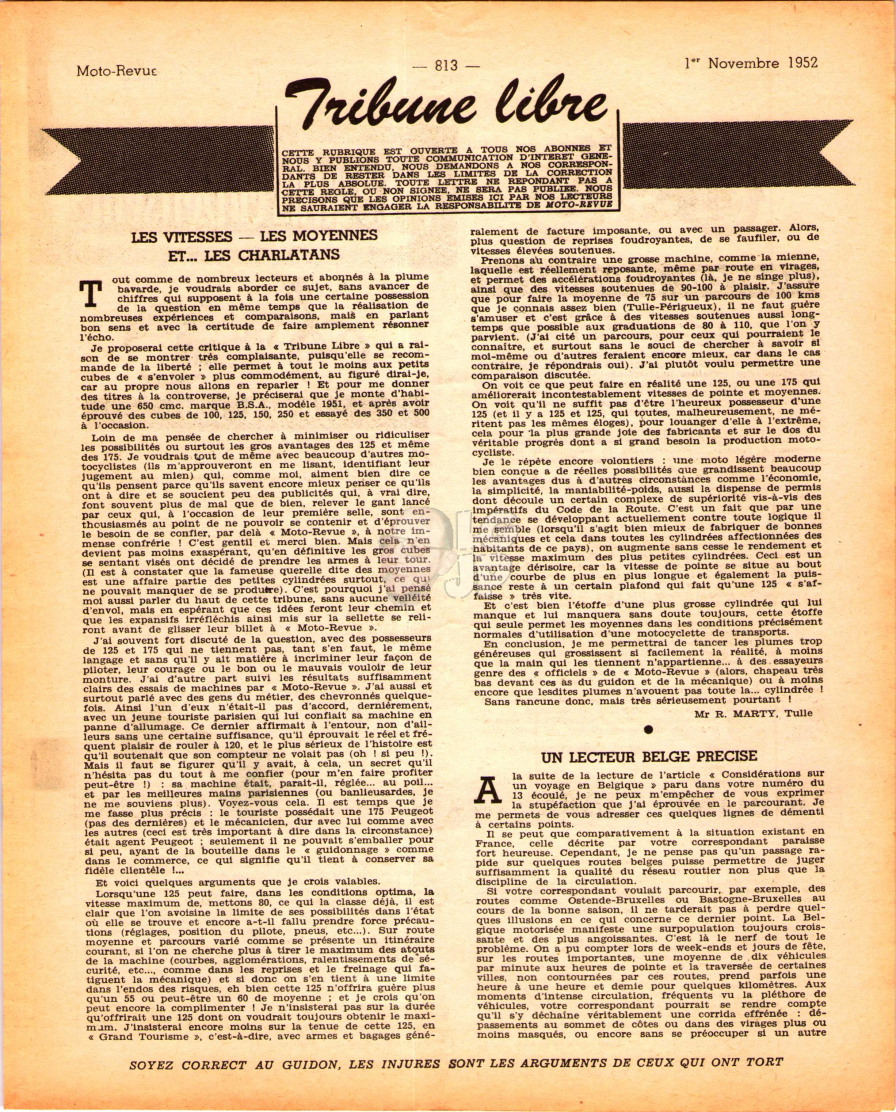 Moto-Revue
— 813 —
1er Novembre 1952
Tribune libre
CETTE RUBRIQUE EST OUVERTE A TOUS NOS ABONNES ET
NOUS Y PUBLIONS TOUTE COMMUNICATION D'INTERET GENE-
RAL. BIEN ENTENDU, NOUS DEMANDONS A NOS CORRESPON-
DANTS DE RESTER DANS LES LIMITES DE LA CORRECTION
LA PLUS ABSOLUE. TOUTE LETTRE NE REPONDANT PAS A
CETTE REGLE, OU NON SIGNEE, NE SERA PAS PUBLIEE. NOUS
PRECISONS QUE LES OPINIONS EMISES ICI PAR NOS LECTEURS
NE SAURAIENT ENGAGER LA RESPONSABILITE DE MOTO-REVUE
LES VITESSES — LES MOYENNES
ET... LES CHARLATANS
Tout comme de nombreux lecteurs et abonnés à la plume
bavarde, je voudrais aborder ce sujet, sans avancer de
chiffres qui supposent à la fois une certaine possession
de la question en même temps que la réalisation de
nombreuses expériences et comparaisons, mais en parlant
bon sens et avec la certitude de faire amplement résonner
l'écho.
Je proposerai cette critique à la « Tribune Libre » qui a rai-
son de se montrer très complaisante, puisqu'elle se recom-
mande de la liberté ; elle permet à tout le moins aux petits
cubes de « s'envoler » plus commodément, au figuré dirai-je,
car au propre nous allons en reparler ! Et pour me donner
des titres à la controverse, je préciserai que je monte d'habi-
tude une 650 cmc. marque B.S.A., modèle 1951, et après avoir
éprouvé des cubes de 100, 125, 150, 250 et essayé des 350 et 500
à l'occasion.
Loin de ma pensée de chercher à minimiser ou ridiculiser
les possibilités ou surtout les gros avantages des 125 et même
des 175. Je voudrais tout de même avec beaucoup d'autres mo-
tocyclistes (ils m'approuveront en me lisant, identifiant leur
jugement au mien) qui, comme moi, aiment bien dire ce
qu'ils pensent parce qu'ils savent encore mieux penser ce qu'ils
ont à dire et se soucient peu des publicités qui, à vrai dire,
font souvent plus de mal que de bien, relever le gant lancé
par ceux qui, à l'occasion de leur première selle, sont en-
thousiasmés au point de ne pouvoir se contenir et d'éprouver
le besoin de se confier, par delà « Moto-Revue », à notre im-
mense confrérie ! C'est gentil et merci bien. Mais cela n'en
devient pas moins exaspérant, qu'en définitive les gros cubes
se sentant visés ont décidé de prendre les armes à leur tour.
(Il est à constater que la fameuse querelle dite des moyennes
est une affaire partie des petites cylindrées surtout, ce qui
ne pouvait manquer de se produire). C'est pourquoi j'ai pensé
moi aussi parler du haut de cette tribune, sans aucune velléité
d'envol, mais en espérant que ces idées feront leur chemin et
que les expansifs irréfléchis ainsi mis sur la sellette se reli-
ront avant de glisser leur billet à « Moto-Revue ».
J'ai souvent fort discuté de la question, avec des possesseurs
de 125 et 175 qui ne tiennent pas, tant s'en faut, le même
langage et sans qu'il y ait matière à incriminer leur façon de
piloter, leur courage ou le bon ou le mauvais vouloir de leur
monture. J'ai d'autre part suivi les résultats suffisamment
clairs des essais de machines par « Moto-Revue ». J'ai aussi et
surtout parlé avec des gens du métier, des chevronnés quelque-
fois. Ainsi l'un d'eux n'était-il pas d'accord, dernièrement,
avec un jeune touriste parisien qui lui confiait sa machine en
panne d'allumage. Ce dernier affirmait à l'entour, non d'ail-
leurs sans une certaine suffisance, qu'il éprouvait le réel et fré-
quent plaisir de rouler à 120, et le plus sérieux de l'histoire est
qu'il soutenait que son compteur ne volait pas (oh ! si peu !).
Mais il faut se figurer qu'il y avait, à cela, un secret qu'il
n'hésita pas du tout à me confier (pour m'en faire profiter
peut-être !) : sa machine était, parait-il, réglée... au poil...
et par les meilleures mains parisiennes (ou banlieusardes, je
ne me souviens plus). Voyez-vous cela. Il est temps que je
me fasse plus précis : le touriste possédait une 175 Peugeot
(pas des dernières) et le mécanicien, dur avec lui comme avec
les autres (ceci est très important à dire dans la circonstance)
était agent Peugeot ; seulement il ne pouvait s'emballer pour
si peu, ayant de la bouteille dans le « guidonnage » comme
dans le commerce, ce qui signifie qu'il tient à conserver sa
fidèle clientèle !...
Et voici quelques arguments que je crois valables.
Lorsqu'une 125 peut faire, dans les conditions optima, la
vitesse maximum de, mettons 80, ce qui la classe déjà, il est
clair que l'on avoisine la limite de ses possibilités dans l'état
où elle se trouve et encore a-t-il fallu prendre force précau-
tions (réglages, position du pilote, pneus, etc...). Sur route
moyenne et parcours varié comme se présente un itinéraire
courant, si l'on ne cherche plus à tirer le maximum des atouts
de la machine (courbes, agglomérations, ralentissements de sé-
curité, etc..., comme dans les reprises et le freinage qui fa-
tiguent la mécanique) et si donc on s'en tient à une limite
dans l'endos des risques, eh bien cette 125 n'offrira guère plus
qu'un 55 ou peut-être un 60 de moyenne ; et je crois qu'on
peut encore la complimenter ! Je n'insisterai pas sur la durée
qu'offrirait une 125 dont on voudrait toujours obtenir le maxi-
mum. J'insisterai encore moins sur la tenue de cette 125, en
« Grand Tourisme », c'est-à-dire, avec armes et bagages géné-
ralement de facture imposante, ou avec un passager. Alors,
plus question de reprises foudroyantes, de se faufiler, ou de
vitesses élevées soutenues.
Prenons au contraire une grosse machine, comme la mienne,
laquelle est réellement reposante, même par route en virages,
et permet des accélérations foudroyantes (là, je ne singe plus),
ainsi que des vitesses soutenues de 90-100 à plaisir. J'assure
que pour faire la moyenne de 75 sur un parcours de 100 kms
que je connais assez bien (Tulle-Périgueux), il ne faut guère
s'amuser et c'est grâce à des vitesses soutenues aussi long-
temps que possible aux graduations de 80 à 110, que l'on y
parvient. (J'ai cité un parcours, pour ceux qui pourraient le
connaître, et surtout sans le souci de chercher à savoir si
moi-même ou d'autres feraient encore mieux, car dans le cas
contraire, je répondrais oui). J'ai plutôt voulu permettre une
comparaison discutée.
On voit ce que peut faire en réalité une 125, ou une 175 qui
améliorerait incontestablement vitesses de pointe et moyennes.
On voit qu'il ne suffit pas d'être l'heureux possesseur d'une
125 (et il y a 125 et 125, qui toutes, malheureusement, ne mé-
ritent pas les mêmes éloges), pour louanger d'elle à l'extrême,
cela pour la plus grande joie des fabricants et sur le dos du
véritable progrès dont a si grand besoin la production moto-
cycliste.
Je le répète encore volontiers : une moto légère moderne
bien conçue a de réelles possibilités que grandissent beaucoup
les avantages dus à d'autres circonstances comme l'économie,
la simplicité, la maniabilité-poids, aussi la dispense de permis
dont découle un certain complexe de supériorité vis-à-vis des
impératifs du Code de la Route. C'est un fait que par une
tendance se développant actuellement contre toute logique il
me semble (lorsqu'il s'agit bien mieux de fabriquer de bonnes
mécaniques et cela dans toutes les cylindrées affectionnées des
habitants de ce pays), on augmente sans cesse le rendement et
la vitesse maximum des plus petites cylindrées. Ceci est un
avantage dérisoire, car la vitesse de pointe se situe au bout
d'une courbe de plus en plus longue et également la puis-
sance reste à un certain plafond qui fait qu'une 125 « s'af-
faisse » très vite.
Et c'est bien l'étoffe d'une plus grosse cylindrée qui lui
manque et lui manquera sans doute toujours, cette étoffe
qui seule permet les moyennes dans les conditions précisément
normales d'utilisation d'une motocyclette de transports.
En conclusion, je me permettrai de tancer les plumes trop
généreuses qui grossissent si facilement la réalité, à moins
que la main qui les tiennent n'appartienne... à des essayeurs
genre des « officiels » de « Moto-Revue » (alors, chapeau très
bas devant ces as du guidon et de la mécanique) ou à moins
encore que lesdites plumes n'avouent pas toute la... cylindrée !
Sans rancune donc, mais très sérieusement pourtant !
Mr R. MARTY, Tulle
UN LECTEUR BELGE PRECISE
A la suite de la lecture de l'article « Considérations sur
un voyage en Belgique » paru dans votre numéro du
13 écoulé, je ne peux m'empêcher de vous exprimer
la stupéfaction que j'ai éprouvée en le parcourant. Je
me permets de vous adresser ces quelques lignes de démenti
à certains points.
Il se peut que comparativement à la situation existant en
France, celle décrite par votre correspondant paraisse
fort heureuse. Cependant, je ne pense pas qu'un passage ra-
pide sur quelques routes belges puisse permettre de juger
suffisamment la qualité du réseau routier non plus que la
discipline de la circulation.
Si votre correspondant voulait parcourir, par exemple, des
routes comme Ostende-Bruxelles ou Bastogne-Bruxelles au
cours de la bonne saison, il ne tarderait pas à perdre quel-
ques illusions en ce qui concerne ce dernier point. La Bel-
gique motorisée manifeste une surpopulation toujours crois-
sante et des plus angoissantes. C'est là le nerf de tout le
problème. On a pu compter lors de week-ends et jours de fête,
sur les routes importantes, une moyenne de dix véhicules
par minute aux heures de pointe et la traversée de certaines
villes, non contournées par ces routes, prend parfois une
heure à une heure et demie pour quelques kilomètres. Aux
moments d'intense circulation, fréquents vu la pléthore de
véhicules, votre correspondant pourrait se rendre compte
qu'il s'y déchaîne véritablement une corrida effrénée : dé-
passements au sommet de côtes ou dans des virages plus ou
moins masqués, ou encore sans se préoccuper si un autre
SOYEZ CORRECT AU GUIDON, LES INJURES SONT LES ARGUMENTS DE CEUX QUI ONT TORT